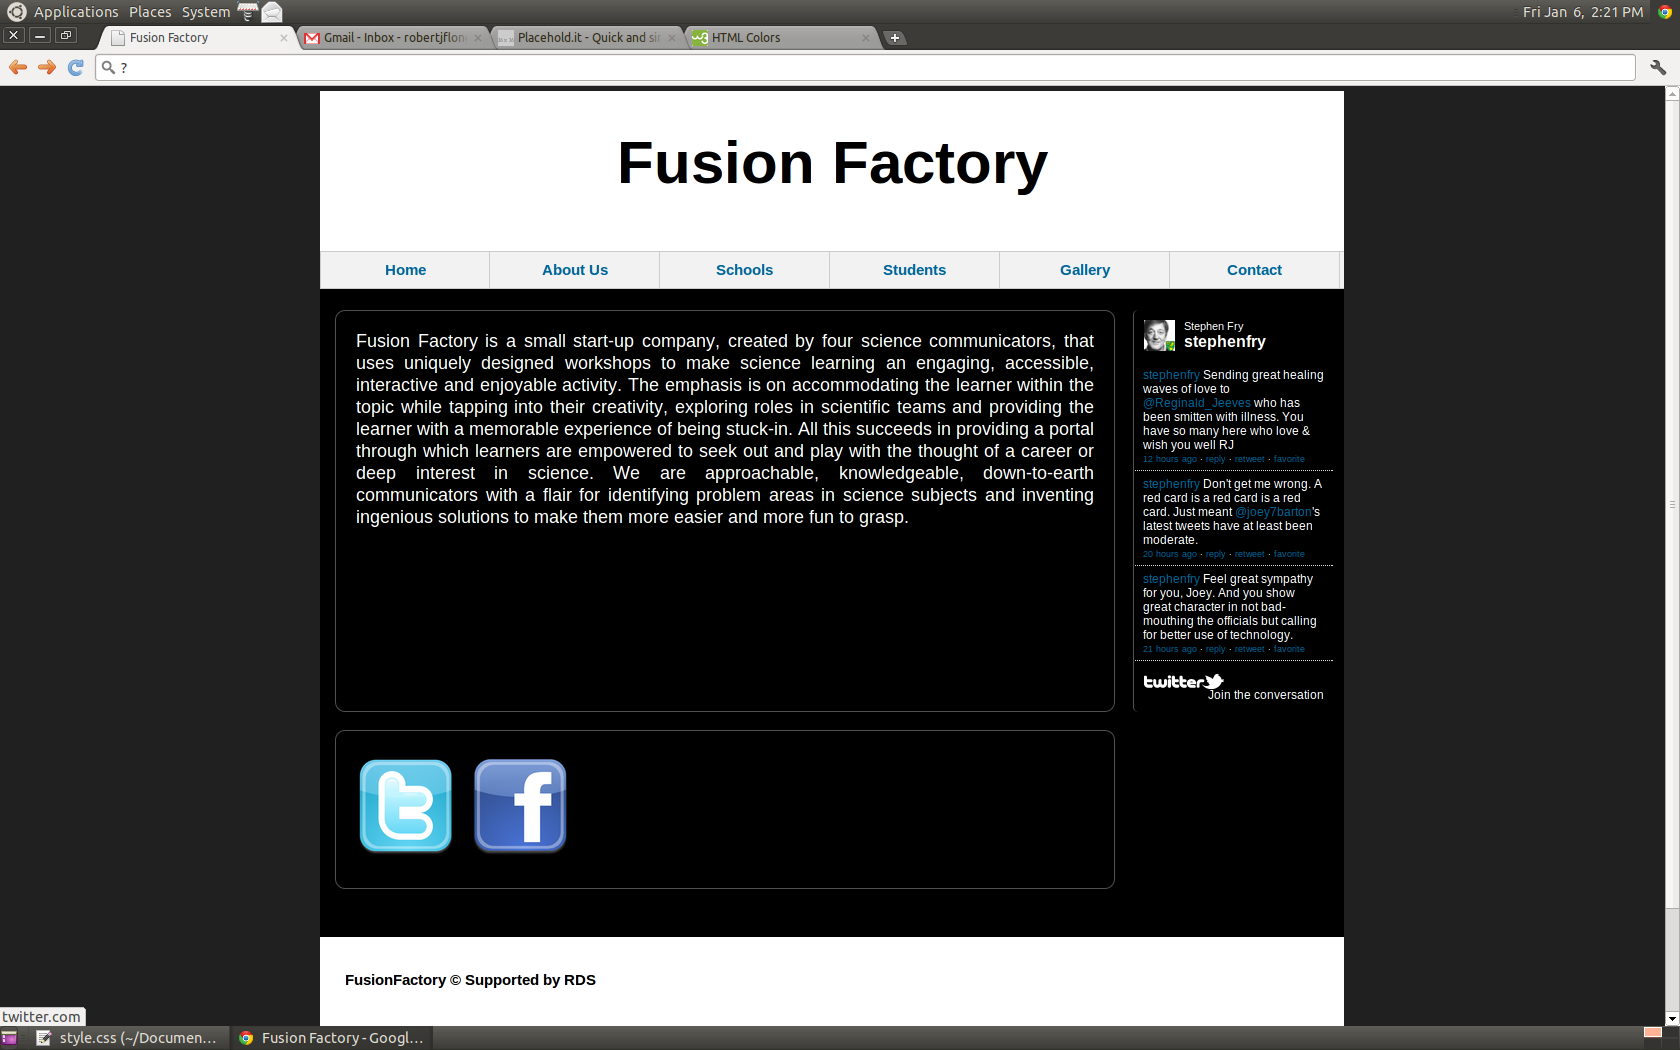 Applications Places System
Fri Jan 6, 2:21 PM
Fusion Factory
Gmail - Inbox - robertjflon
Placehold.it - Quick and si
HTML Colors
?
Fusion Factory
Home
About Us
Schools
Students
Gallery
Contact
Fusion Factory is a small start-up company, created by four science communicators, that
uses uniquely designed workshops to make science learning an engaging, accessible,
interactive and enjoyable activity. The emphasis is on accommodating the learner within the
topic while tapping into their creativity, exploring roles in scientific teams and providing the
learner with a memorable experience of being stuck-in. All this succeeds in providing a portal
through which learners are empowered to seek out and play with the thought of a career or
deep interest in science. We are approachable, knowledgeable, down-to-earth
communicators with a flair for identifying problem areas in science subjects and inventing
ingenious solutions to make them more easier and more fun to grasp.
Stephen Fry
stephenfry
stephenfry Sending great healing
waves of love to
@Reginald_Jeeves who has
been smitten with illness. You
have so many here who love &
wish you well RJ
12 hours ago · reply · retweet · favorite
stephenfry Don't get me wrong. A
red card is a red card is a red
card. Just meant @joey7barton's
latest tweets have at least been
moderate.
20 hours ago · reply · retweet · favorite
stephenfry Feel great sympathy
for you, Joey. And you show
great character in not bad-
mouthing the officials but calling
for better use of technology.
21 hours ago · reply · retweet · favorite
twitter
Join the conversation
t
f
FusionFactory © Supported by RDS
twitter.com
style.css (~/Documen...
Fusion Factory - Googl...